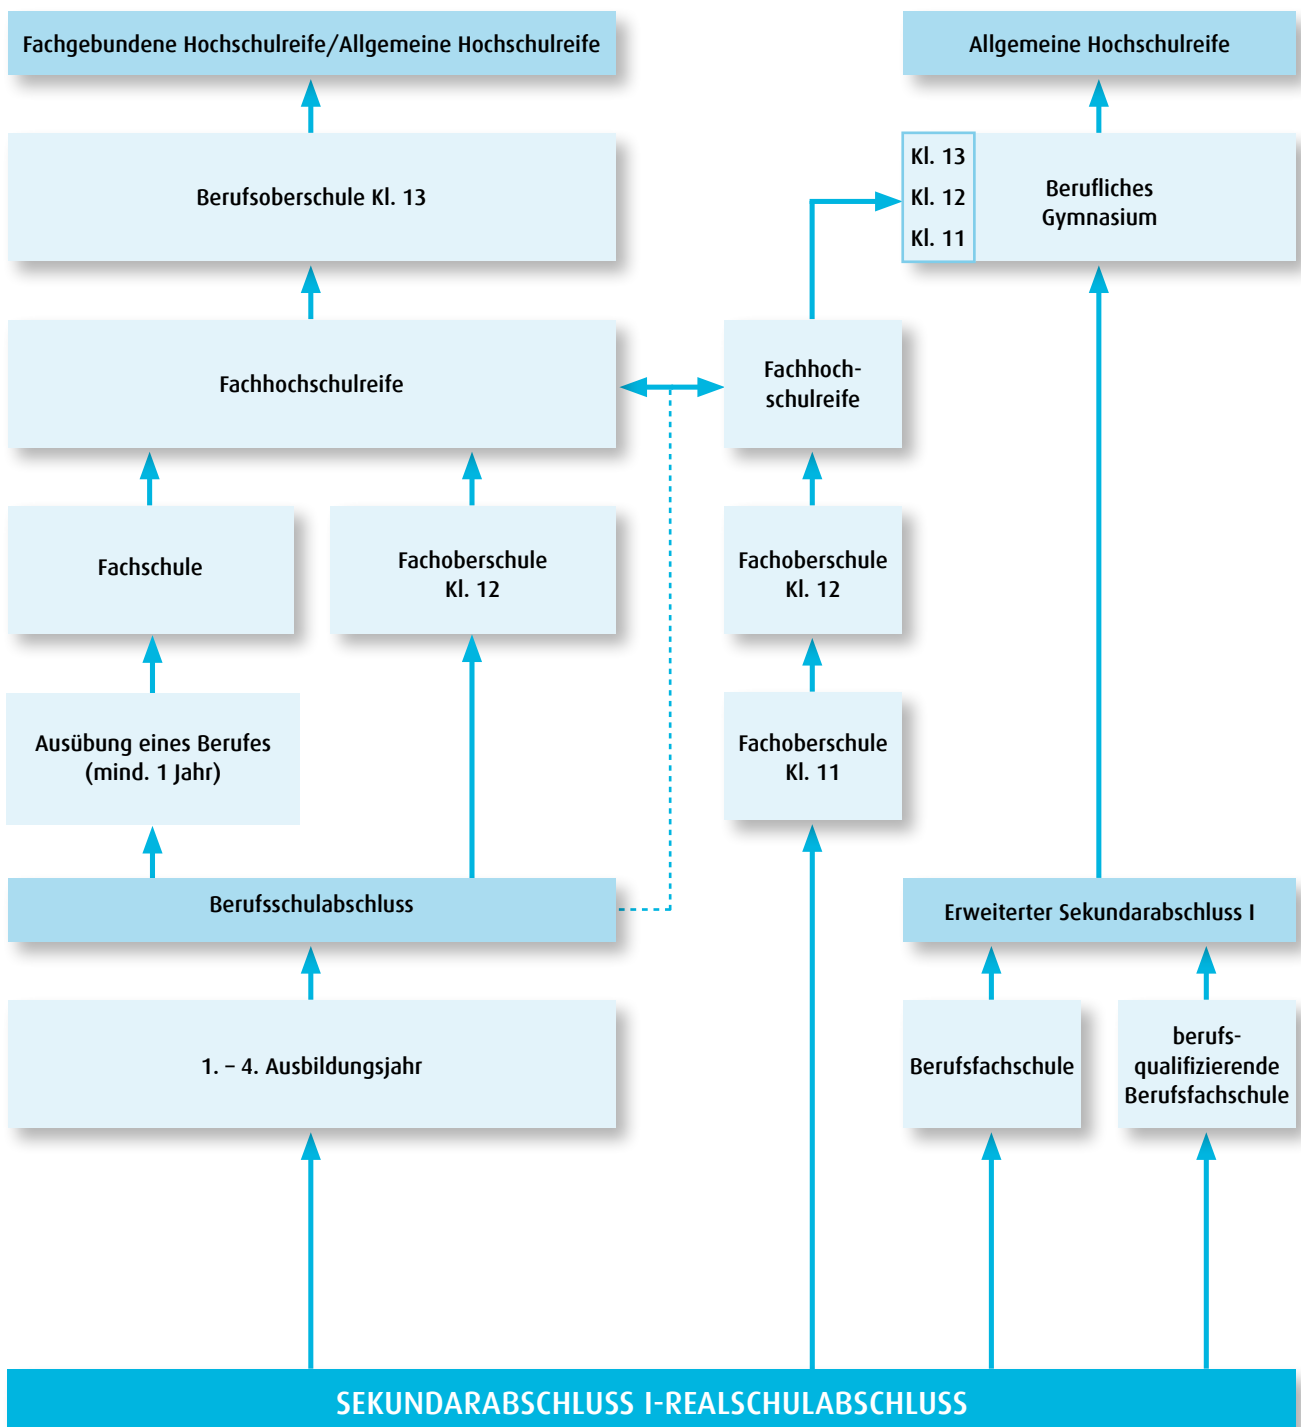 Fachgebundene Hochschulreife/Allgemeine Hochschulreife
Allgemeine Hochschulreife
Berufsoberschule Kl. 13
Kl. 13
Kl. 12
Kl. 11
Berufliches
Gymnasium
Fachhochschulreife
Fachhoch-
schulreife
Fachschule
Fachoberschule
Kl. 12
Fachoberschule
Kl. 12
Ausübung eines Berufes
(mind. 1 Jahr)
Fachoberschule
Kl. 11
Berufsschulabschluss
Erweiterter Sekundarabschluss I
1. – 4. Ausbildungsjahr
Berufsfachschule
berufs-
qualifizierende
Berufsfachschule
SEKUNDARABSCHLUSS I-REALSCHULABSCHLUSS